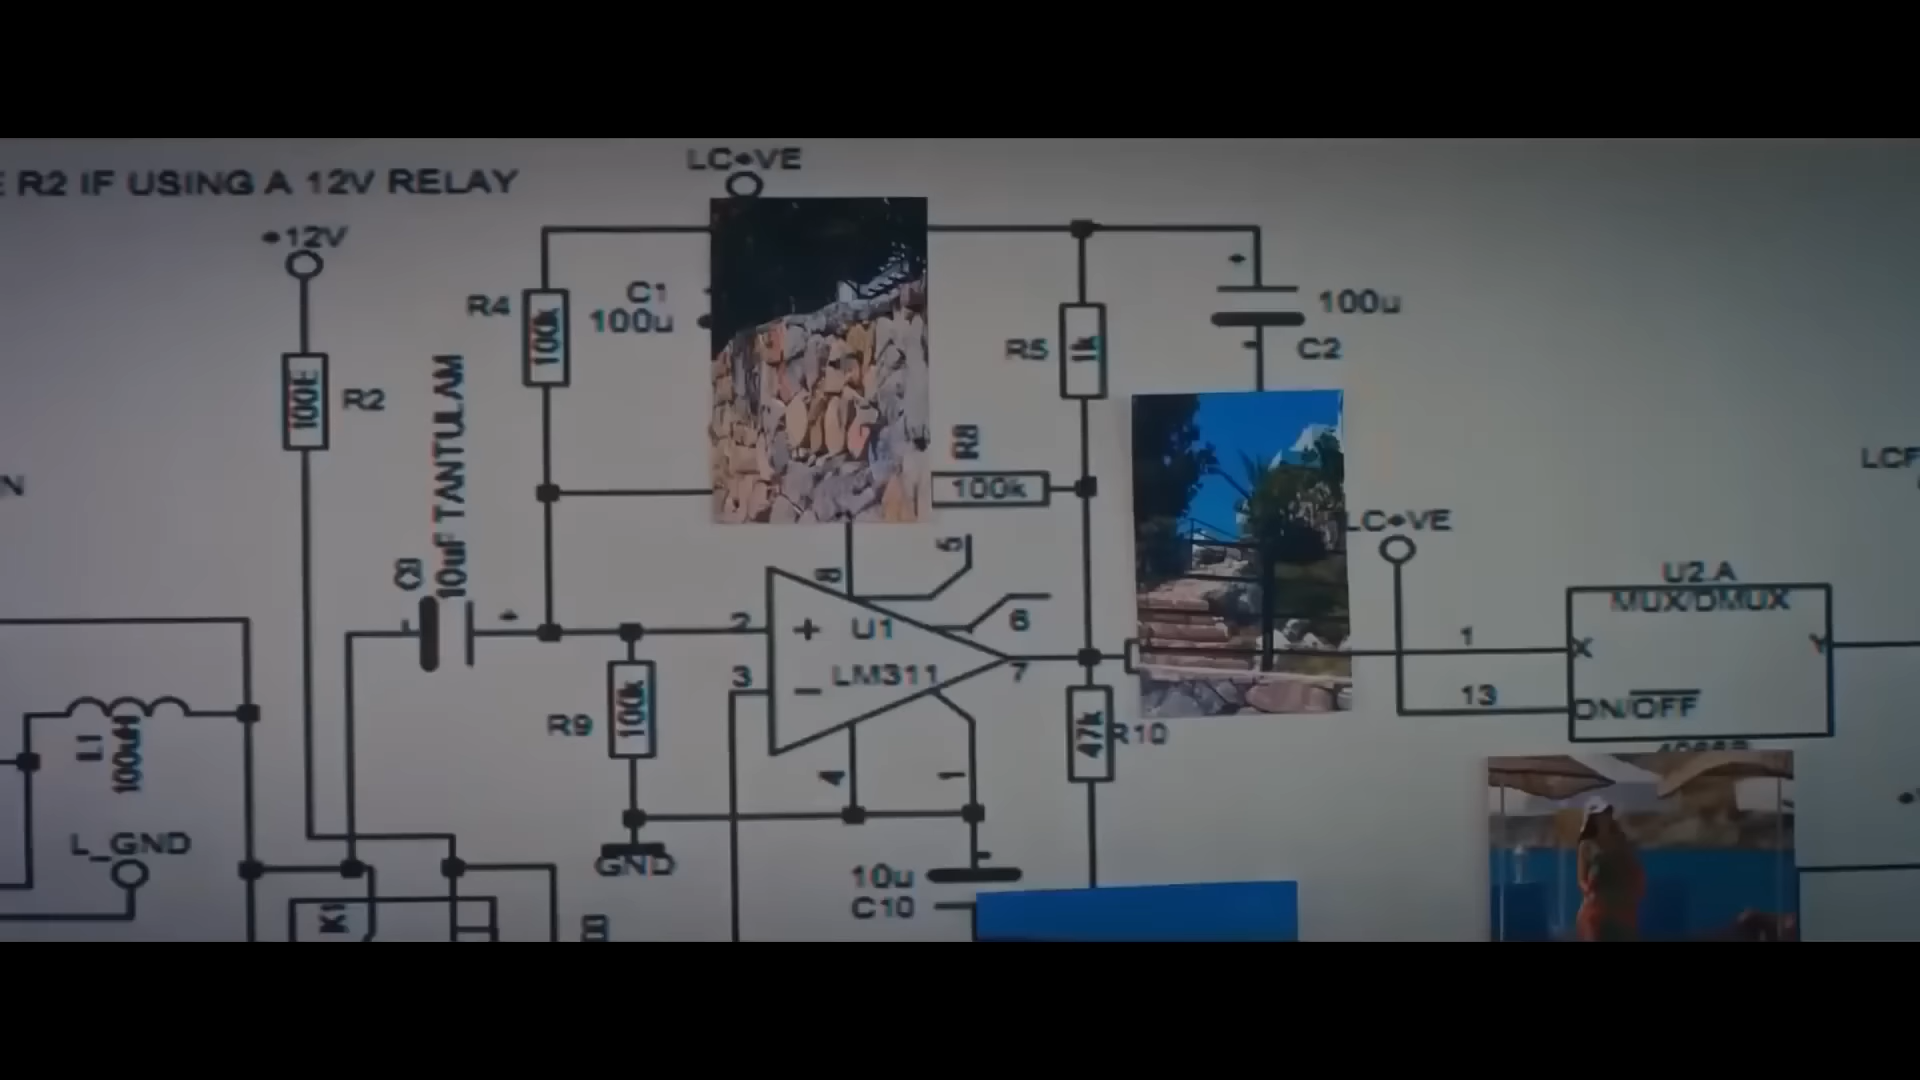 E R2 IF USING A 12V RELAY
LC+VE
+12V
R4
100k
C1
100u
R5
1k
100u
C2
100E
R2
10uF TANTULAM
R8
100k
LCF
N
LC+VE
5
8
6
2
U1
LM311
3
7
1
13
U2.A
MUX/DMUX
X
Y
ON/OFF
R9
100k
47k
R10
4
1
L1
100uH
L_GND
GND
10u
C10
K1